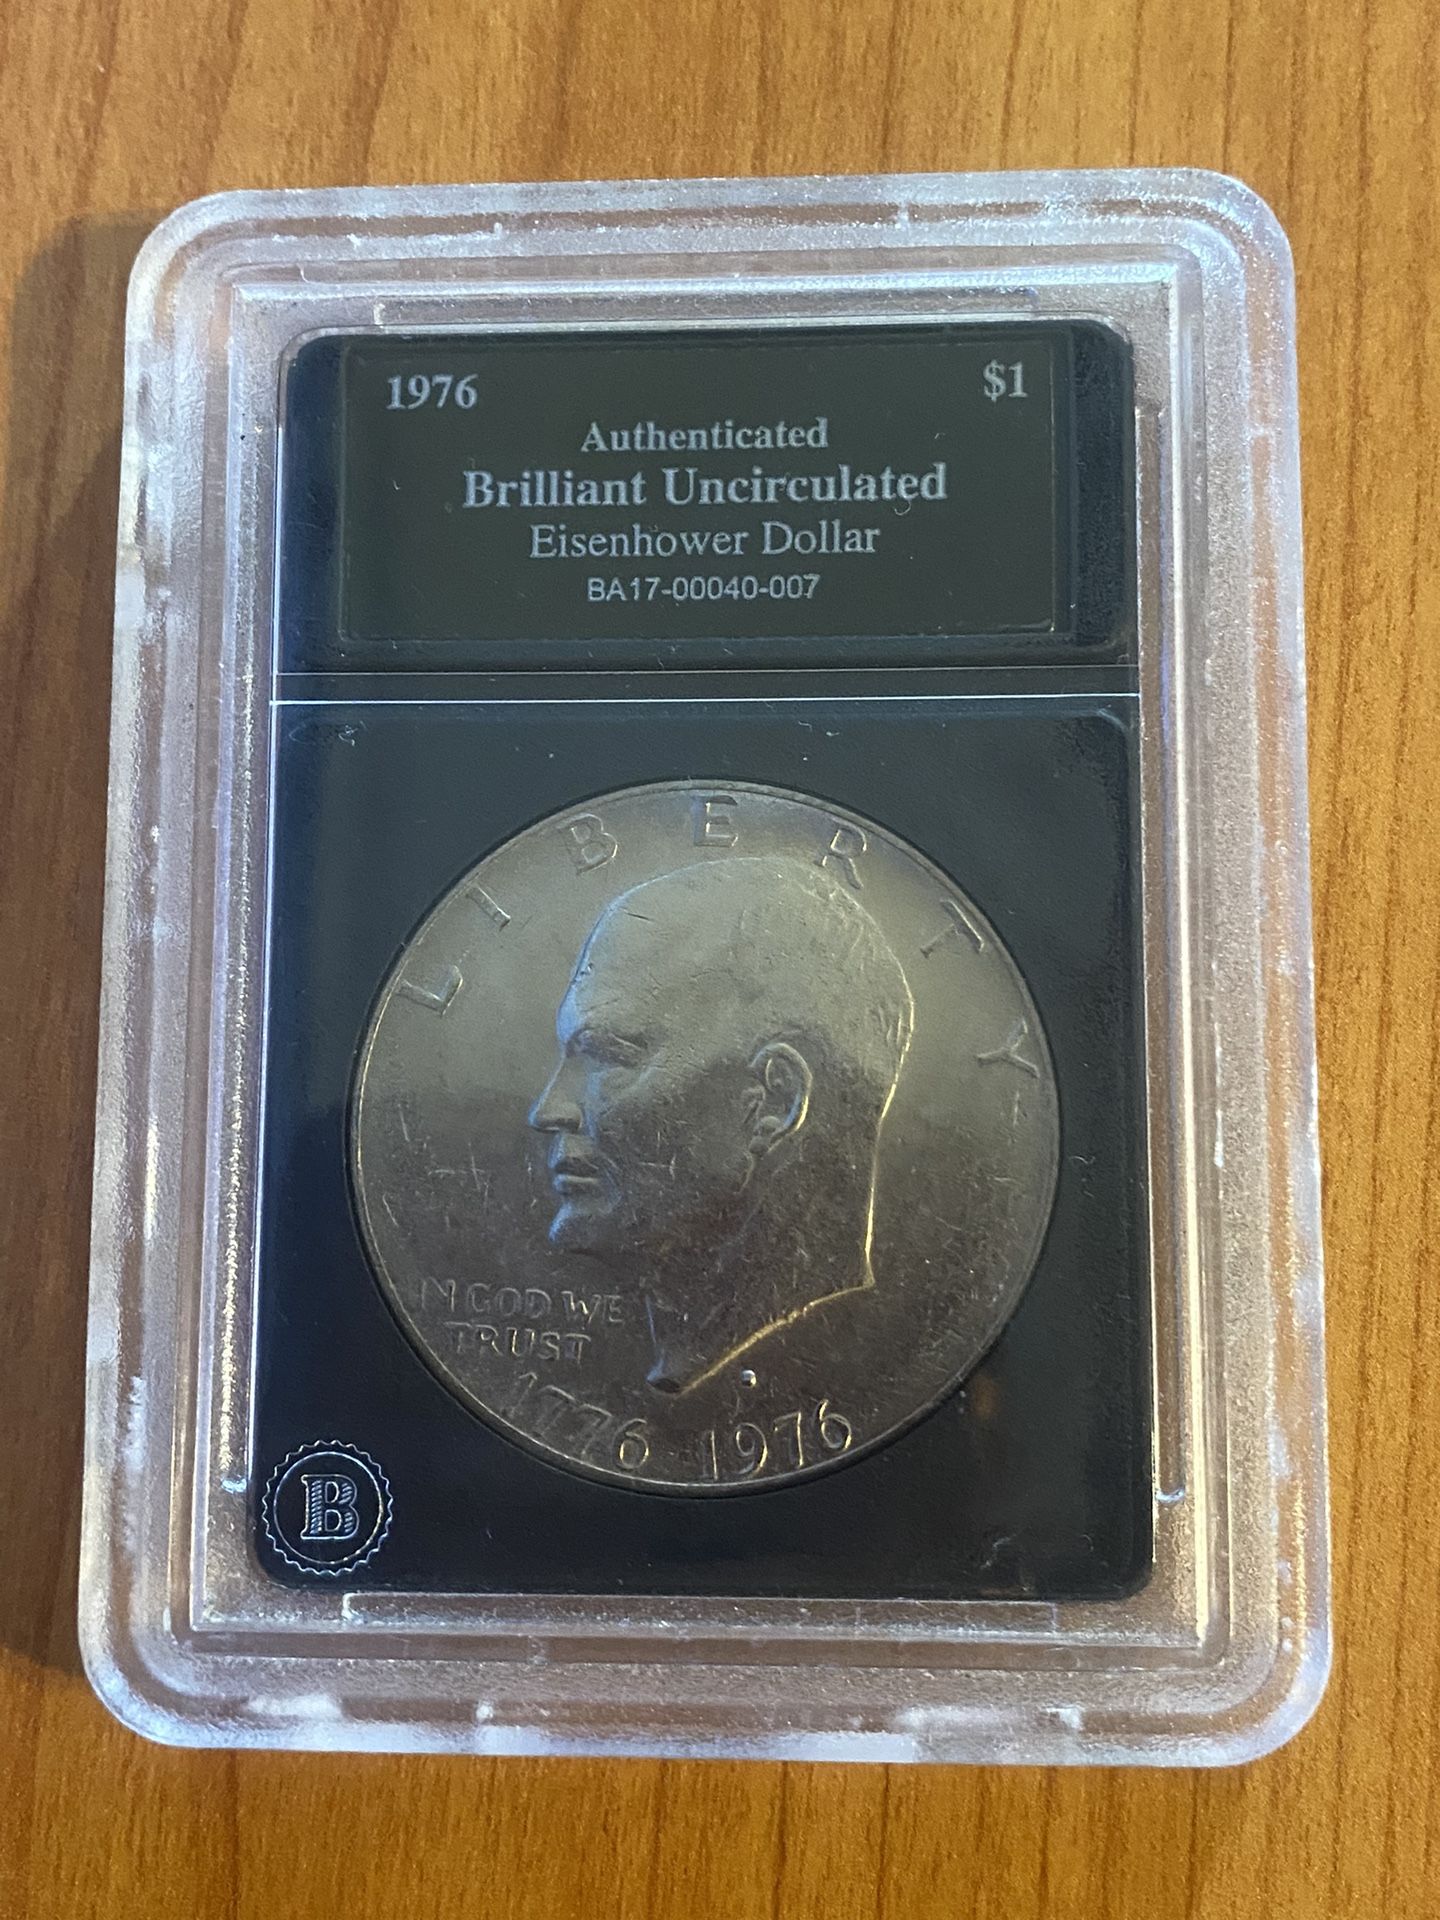 1976 $1
Authenticated
Brilliant Uncirculated
Eisenhower Dollar
BA17-00040-007
LIBERTY
IN GOD WE
TRUST
1776 1976
B